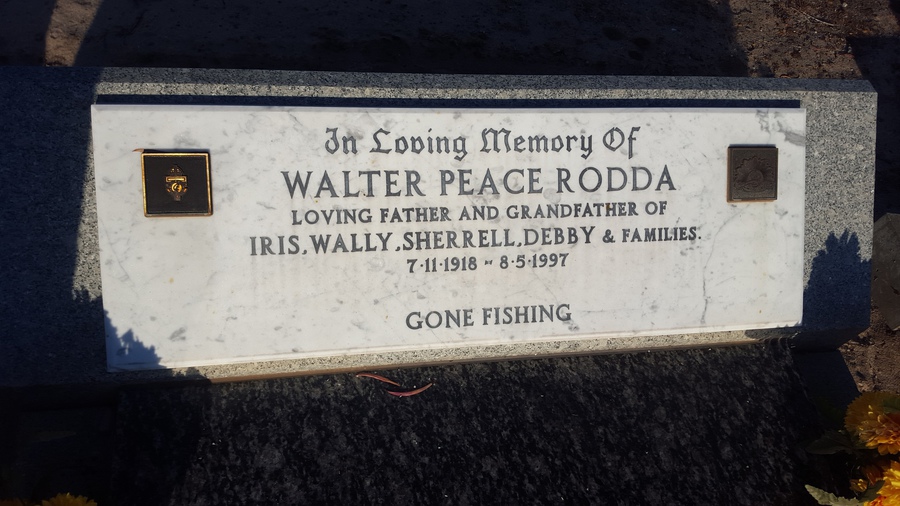 In Loving Memory Of
WALTER PEACE RODDA
LOVING FATHER AND GRANDFATHER OF
IRIS, WALLY, SHERRELL, DEBBY & FAMILIES.
7·11·1918 - 8·5·1997
GONE FISHING